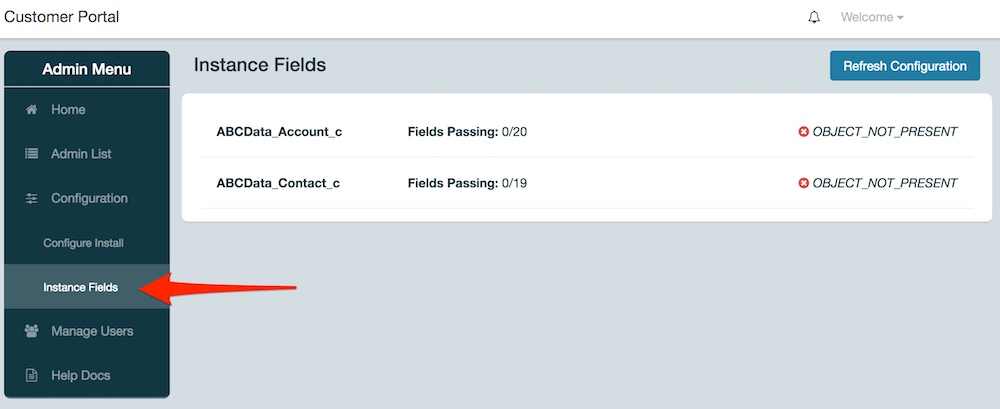 Customer Portal
Welcome
Admin Menu
Home
Admin List
Configuration
Configure Install
Instance Fields
Manage Users
Help Docs
Instance Fields
Refresh Configuration
ABCData_Account_c Fields Passing: 0/20 OBJECT_NOT_PRESENT
ABCData_Contact_c Fields Passing: 0/19 OBJECT_NOT_PRESENT